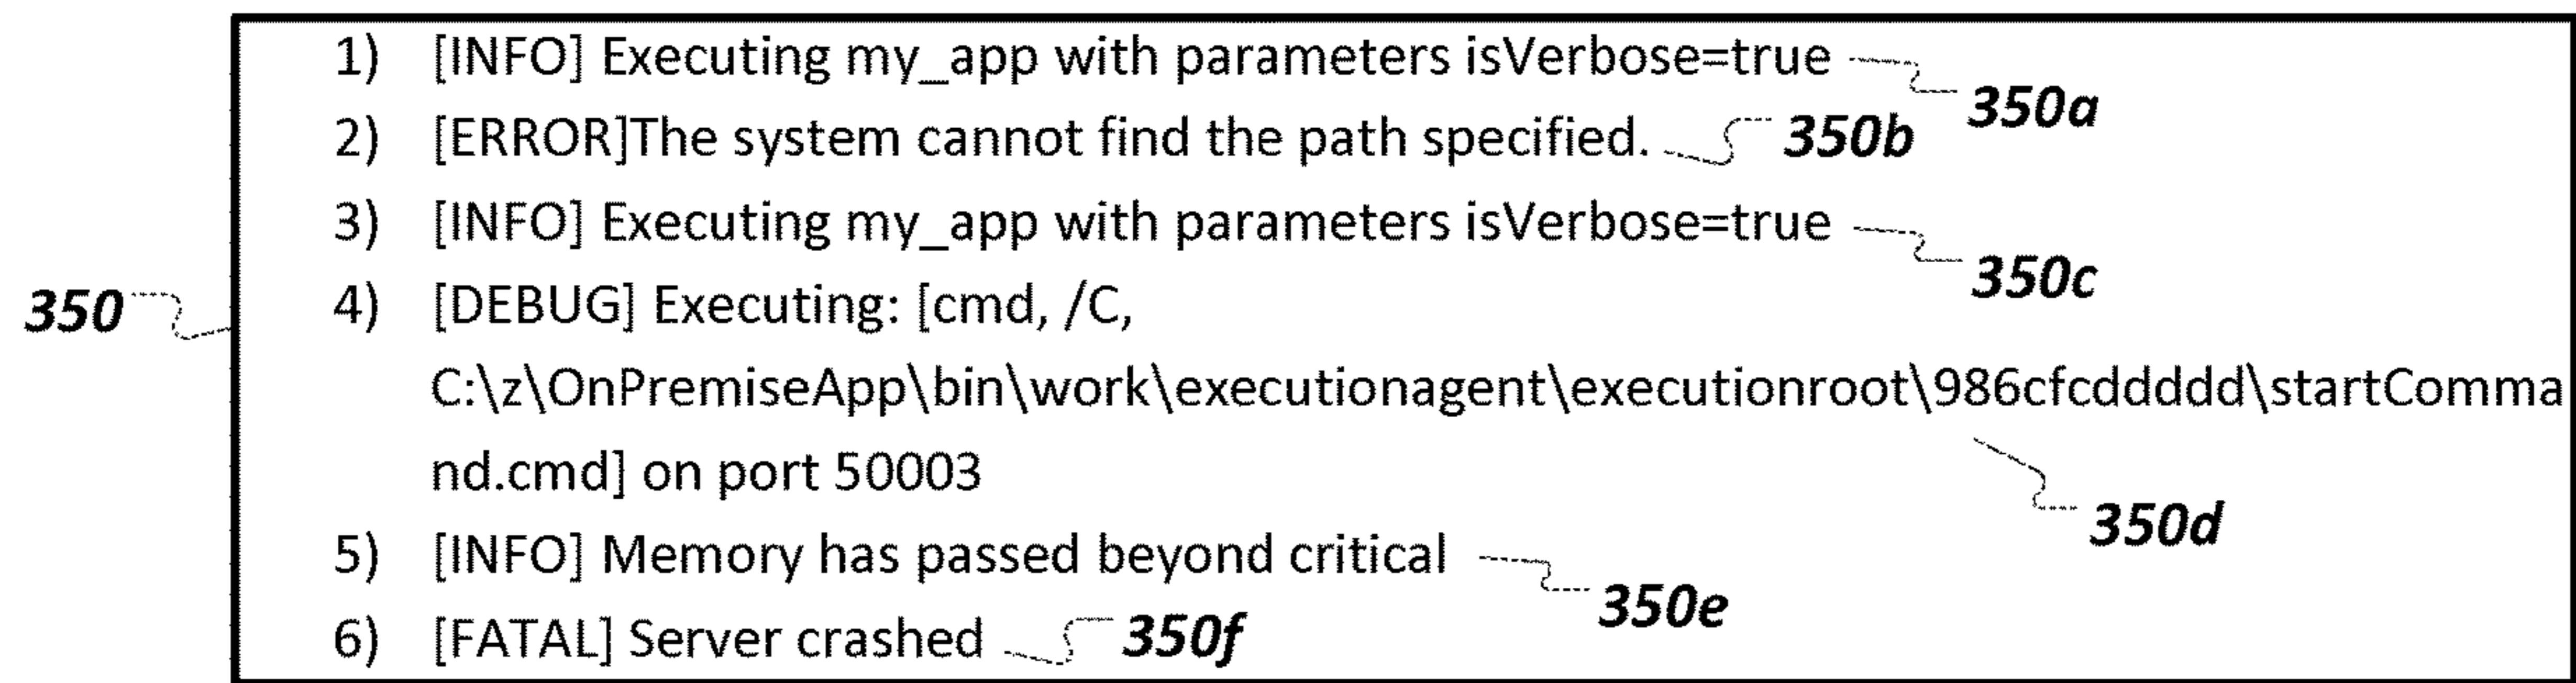 1) [INFO] Executing my_app with parameters isVerbose=true 350a
2) [ERROR]The system cannot find the path specified. 350b
3) [INFO] Executing my_app with parameters isVerbose=true 350c
350
4) [DEBUG] Executing: [cmd, /C,
C:\z\OnPremiseApp\bin\work\executionagent\executionroot\986cfcddddd\startComma
nd.cmd] on port 50003
350d
5) [INFO] Memory has passed beyond critical 350e
6) [FATAL] Server crashed 350f